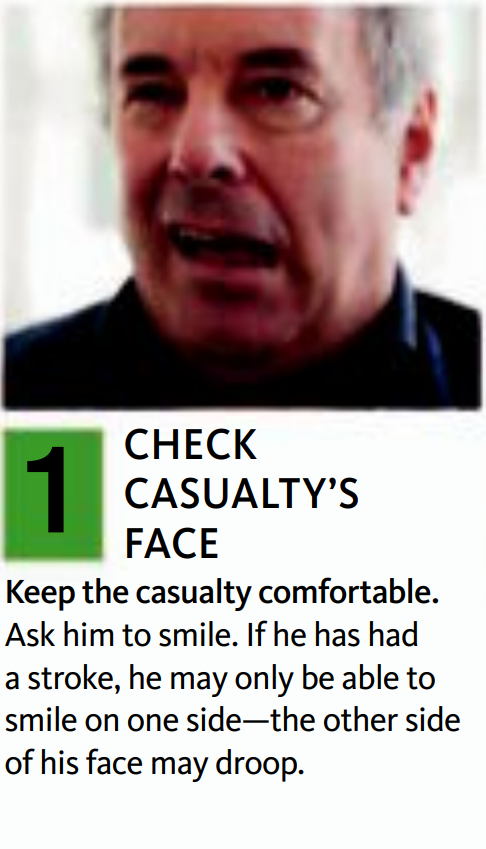 1
CHECK
CASUALTY’S
FACE
Keep the casualty comfortable.
Ask him to smile. If he has had
a stroke, he may only be able to
smile on one side—the other side
of his face may droop.